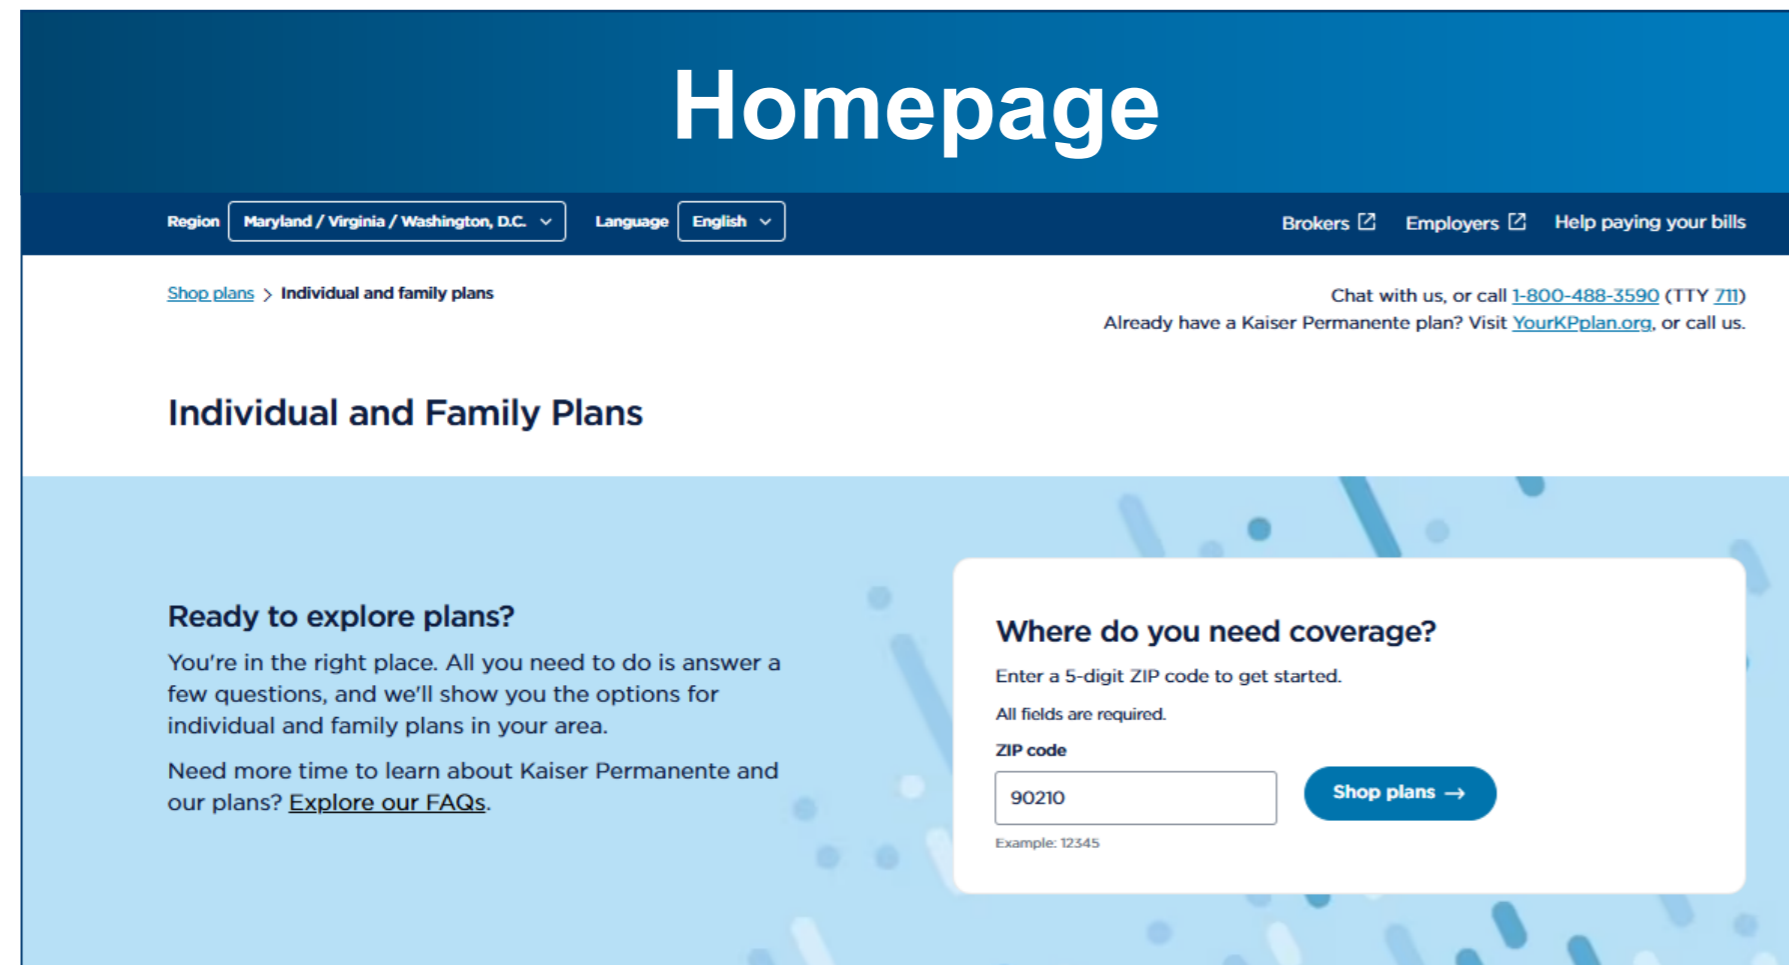 Homepage
Region Maryland / Virginia / Washington, D.C. Language English Brokers Employers Help paying your bills
Shop plans > Individual and family plans
Chat with us, or call 1-800-488-3590 (TTY 711)
Already have a Kaiser Permanente plan? Visit YourKPplan.org, or call us.
Individual and Family Plans
Ready to explore plans?
You're in the right place. All you need to do is answer a
few questions, and we'll show you the options for
individual and family plans in your area.
Need more time to learn about Kaiser Permanente and
our plans? Explore our FAQs.
Where do you need coverage?
Enter a 5-digit ZIP code to get started.
All fields are required.
ZIP code
90210
Shop plans →
Example: 12345